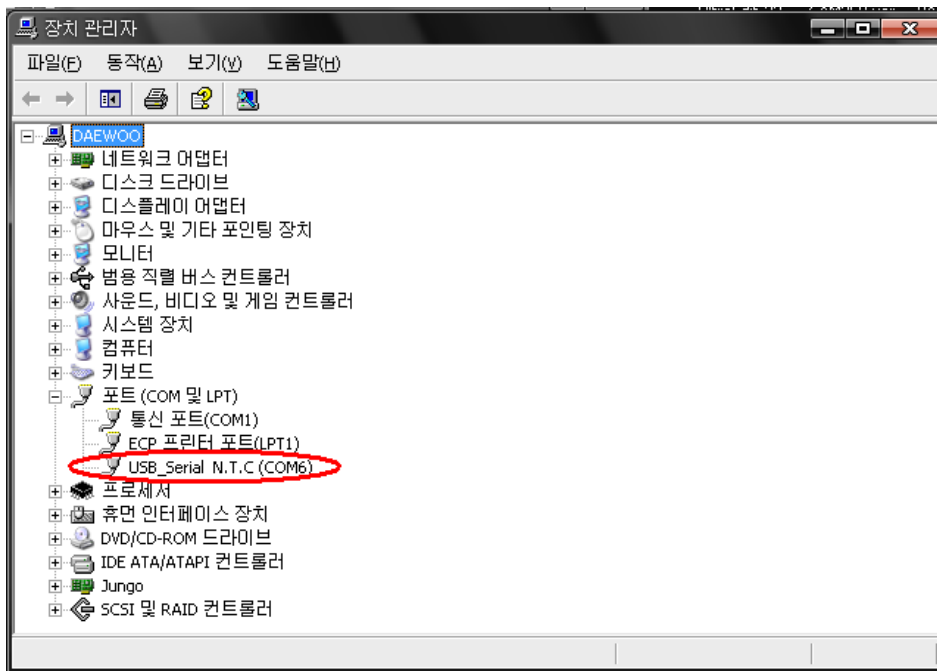 장치 관리자
파일(F) 동작(A) 보기(V) 도움말(H)
DAEWOO
네트워크 어댑터
디스크 드라이브
디스플레이 어댑터
마우스 및 기타 포인팅 장치
모니터
범용 직렬 버스 컨트롤러
사운드, 비디오 및 게임 컨트롤러
시스템 장치
컴퓨터
키보드
포트 (COM 및 LPT)
통신 포트(COM1)
ECP 프린터 포트(LPT1)
USB_Serial N.T.C (COM6)
프로세서
휴먼 인터페이스 장치
DVD/CD-ROM 드라이브
IDE ATA/ATAPI 컨트롤러
Jungo
SCSI 및 RAID 컨트롤러